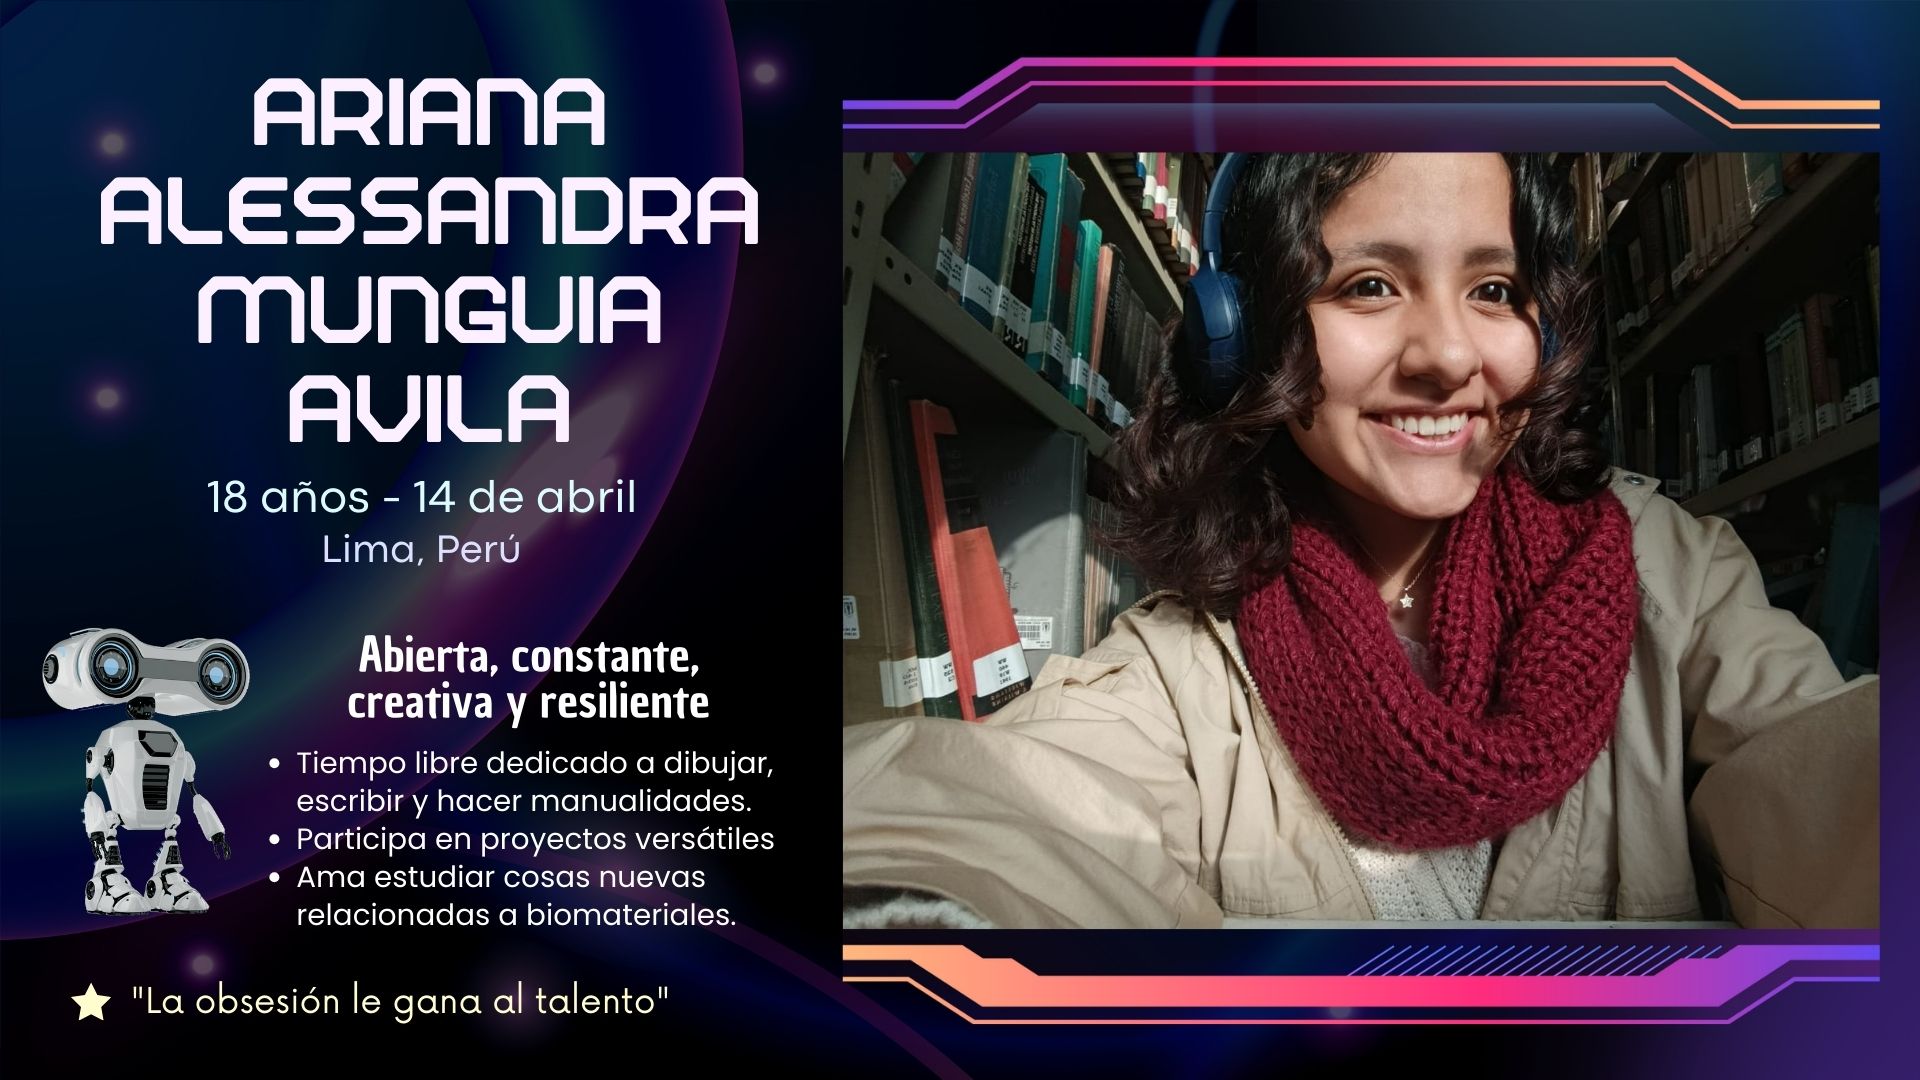 ARIANA
ALESSANDRA
MUNGUIA
AVILA
18 años - 14 de abril
Lima, Perú
Abierta, constante,
creativa y resiliente
• Tiempo libre dedicado a dibujar,
escribir y hacer manualidades.
• Participa en proyectos versátiles
• Ama estudiar cosas nuevas
relacionadas a biomateriales.
"La obsesión le gana al talento"